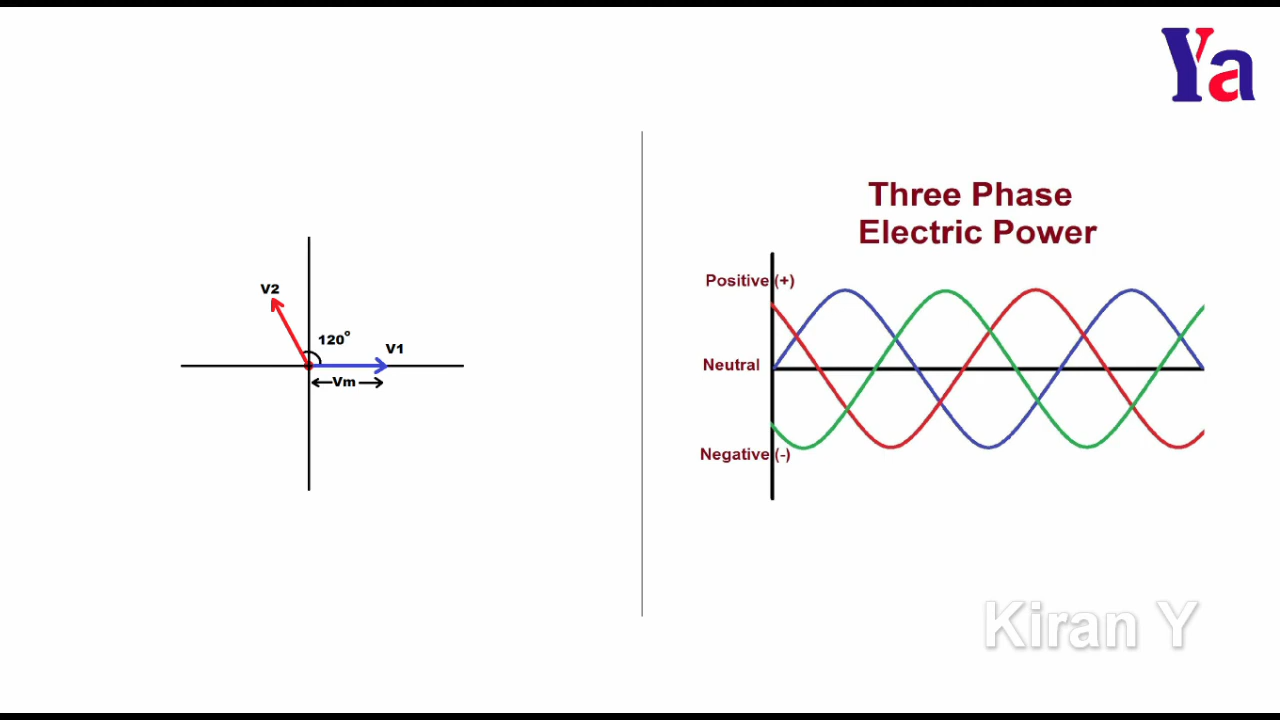 Ya
V2
120°
V1
Vm
Three Phase
Electric Power
Positive (+)
Neutral
Negative (-)
Kiran Y